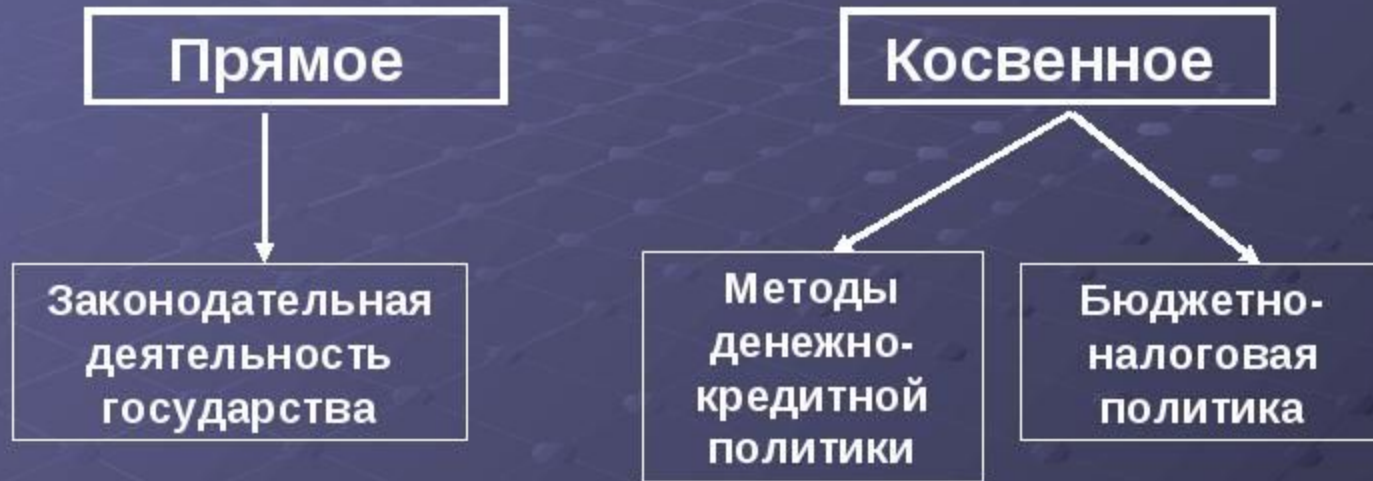 Прямое
Косвенное
Законодательная
деятельность
государства
Методы
денежно-
кредитной
политики
Бюджетно-
налоговая
политика